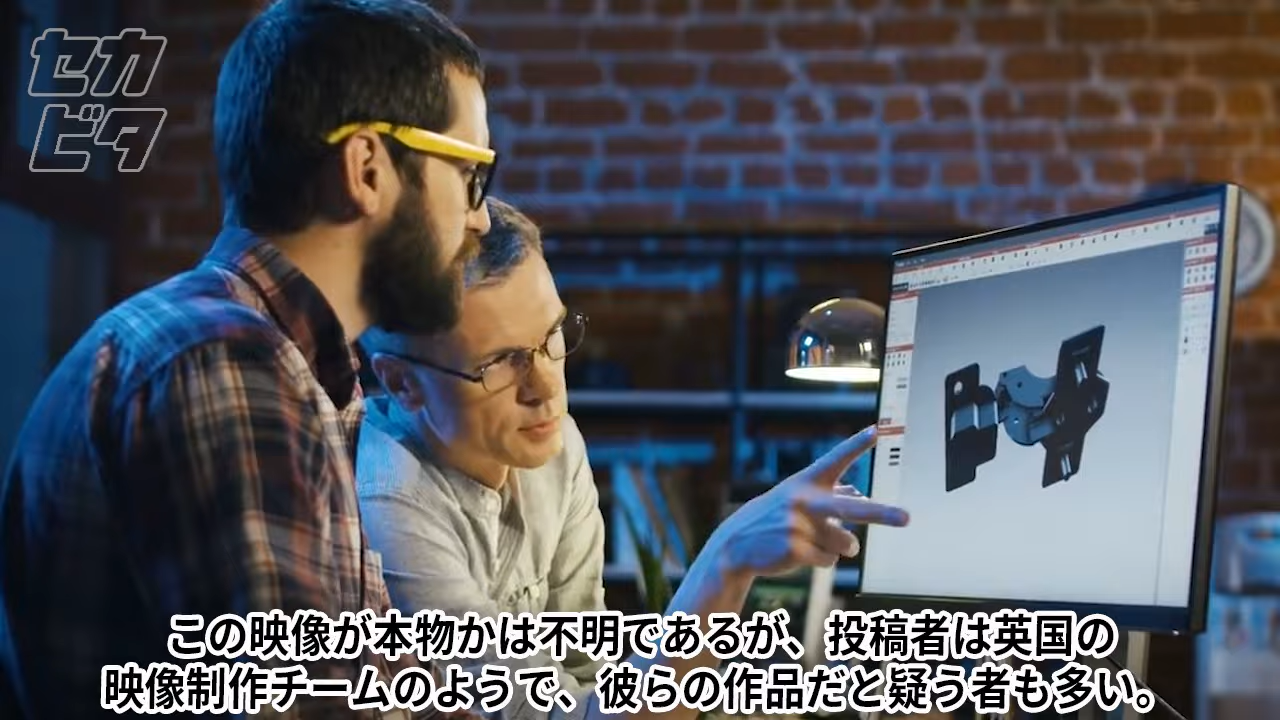 セカ
ビタ
この映像が本物かは不明であるが、投稿者は英国の
映像制作チームのようで、彼らの作品だと疑う者も多い。